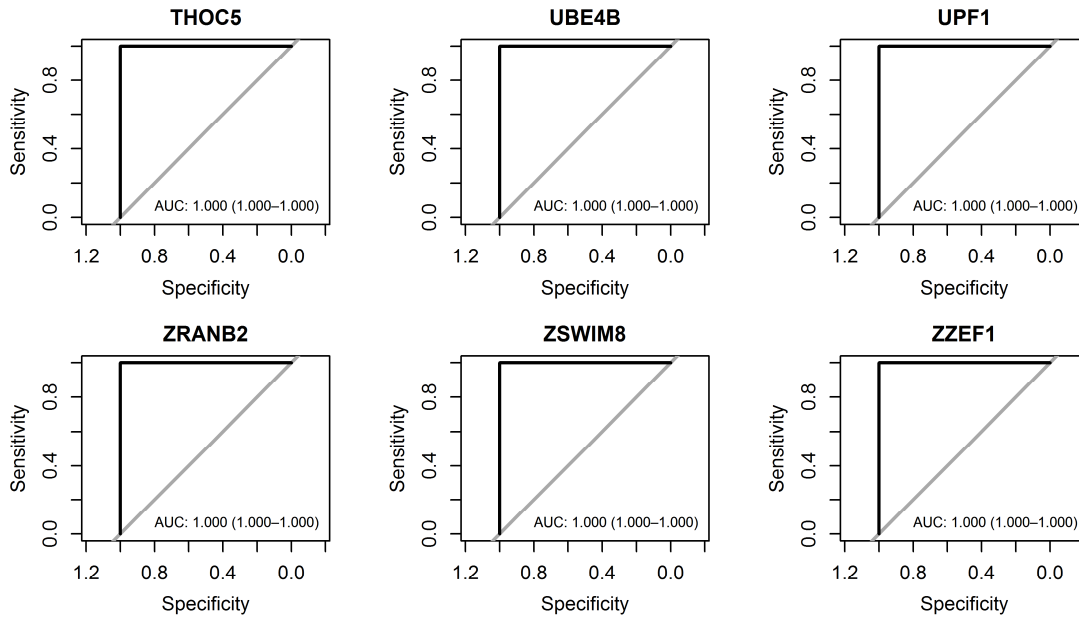 THOC5
Sensitivity
0.8
0.4
0.0
AUC: 1.000 (1.000–1.000)
1.2 0.8 0.4 0.0
Specificity
UBE4B
Sensitivity
0.8
0.4
0.0
AUC: 1.000 (1.000–1.000)
1.2 0.8 0.4 0.0
Specificity
UPF1
Sensitivity
0.8
0.4
0.0
AUC: 1.000 (1.000–1.000)
1.2 0.8 0.4 0.0
Specificity
ZRANB2
Sensitivity
0.8
0.4
0.0
AUC: 1.000 (1.000–1.000)
1.2 0.8 0.4 0.0
Specificity
ZSWIM8
Sensitivity
0.8
0.4
0.0
AUC: 1.000 (1.000–1.000)
1.2 0.8 0.4 0.0
Specificity
ZZEF1
Sensitivity
0.8
0.4
0.0
AUC: 1.000 (1.000–1.000)
1.2 0.8 0.4 0.0
Specificity